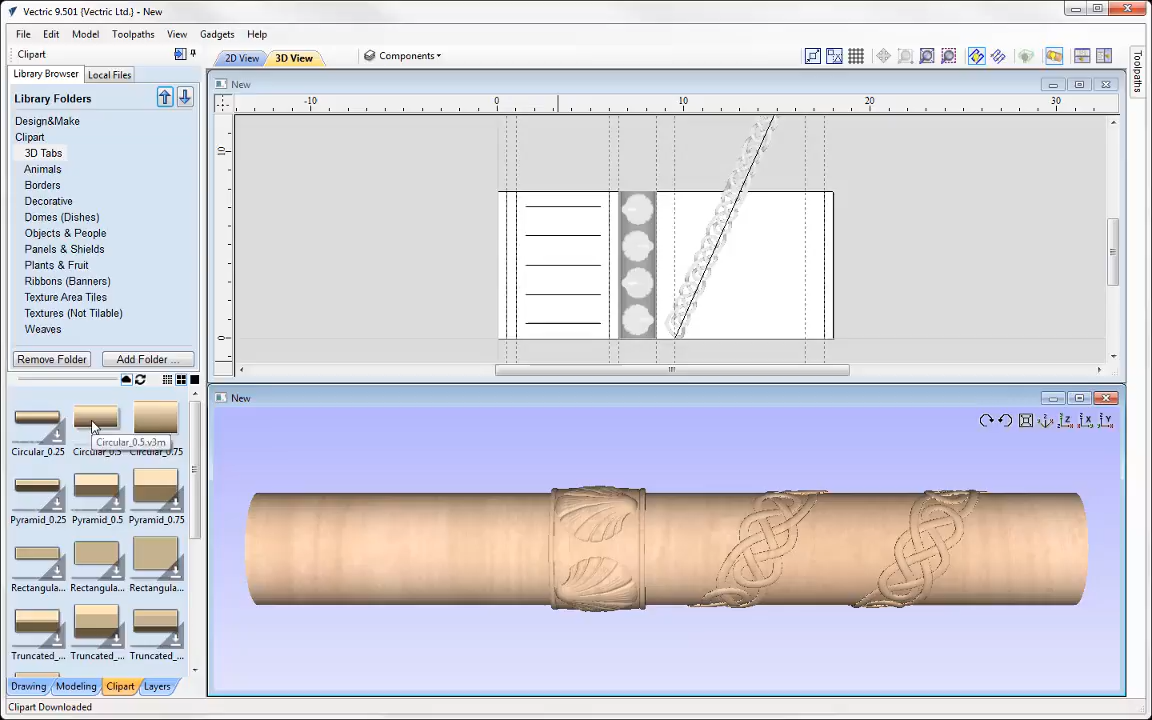 Vectric 9.501 {Vectric Ltd.} - New
File Edit Model Toolpaths View Gadgets Help
Clipart
2D View 3D View Components
Library Browser Local Files
Toolpaths
Library Folders
New
-10 0 10 20 30
Design&Make
Clipart
3D Tabs
10
Animals
Borders
Decorative
Domes (Dishes)
Objects & People
Panels & Shields
Plants & Fruit
Ribbons (Banners)
Texture Area Tiles
Textures (Not Tilable)
Weaves
0
Remove Folder Add Folder ...
New
Z X Y
Circular_0.5.v3m
Circular_0.25 Circular_0.5 Circular_0.75
Pyramid_0.25 Pyramid_0.5 Pyramid_0.75
Rectangula... Rectangula... Rectangula...
Truncated_... Truncated_... Truncated_...
Drawing Modeling Clipart Layers
Clipart Downloaded